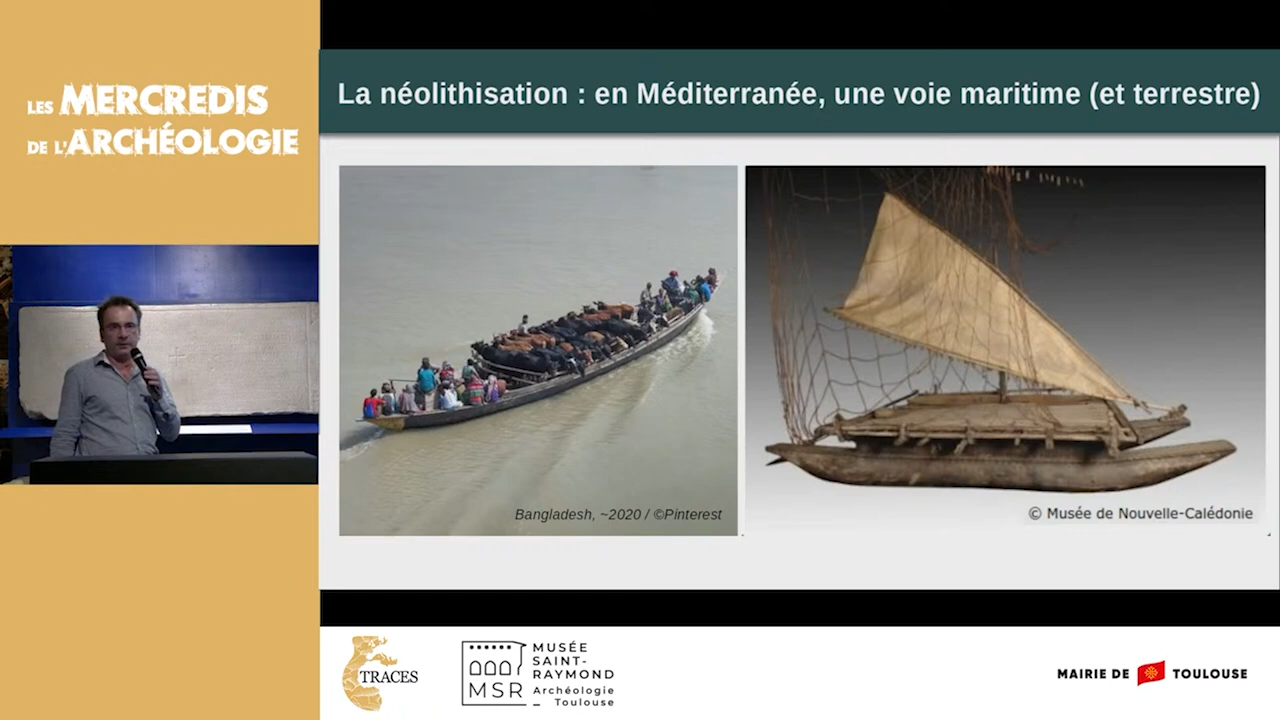 LES MERCREDIS
DE L'ARCHÉOLOGIE
La néolithisation : en Méditerranée, une voie maritime (et terrestre)
Bangladesh, ~2020 / ©Pinterest
© Musée de Nouvelle-Calédonie
TRACES
MSR
MUSÉE
SAINT-
RAYMOND
Archéologie
Toulouse
MAIRIE DE TOULOUSE